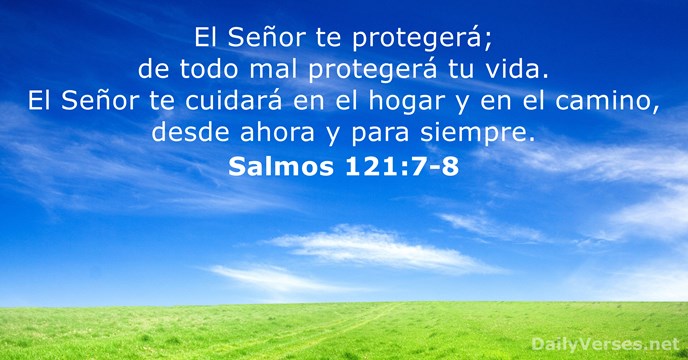 El Señor te protegerá;
de todo mal protegerá tu vida.
El Señor te cuidará en el hogar y en el camino,
desde ahora y para siempre.
Salmos 121:7-8
DailyVerses.net